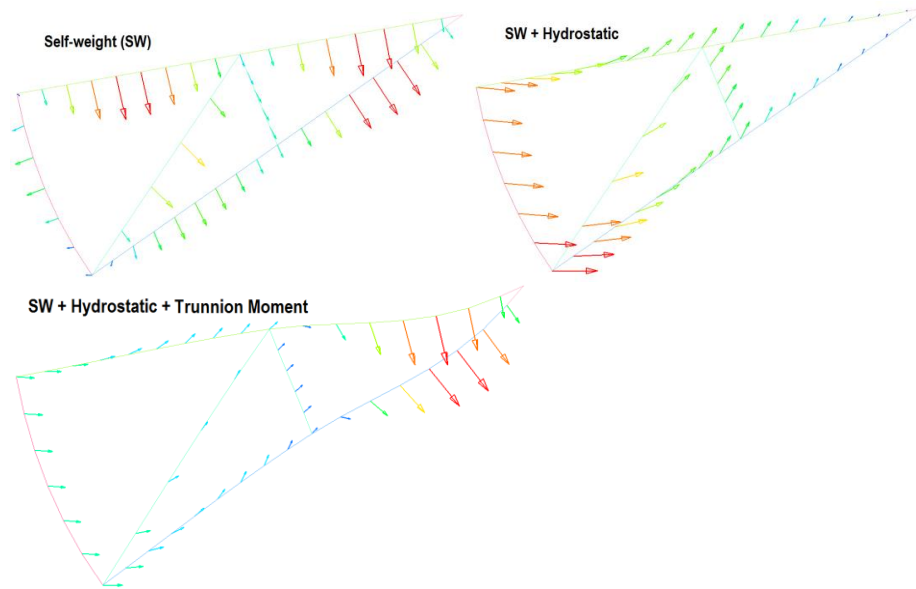 Self-weight (SW)
SW + Hydrostatic
SW + Hydrostatic + Trunnion Moment